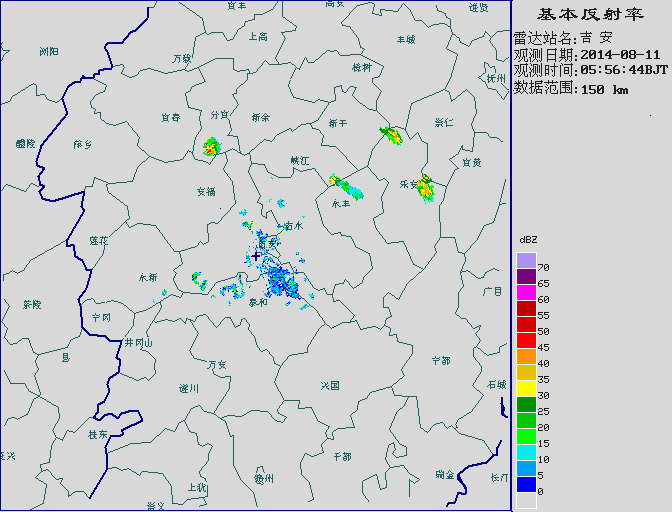 基本反射率
雷达站名:吉 安
观测日期:2014-08-11
观测时间:05:56:44BJT
数据范围:150 km
dBZ
70
65
60
55
50
45
40
35
30
25
20
15
10
5
0
宜丰
高安
进贤
上高
丰城
浏阳
万载
樟树
抚州
宜春
分宜
新余
新干
崇仁
醴陵
萍乡
峡江
宜黄
安福
乐安
永丰
吉水
莲花
永新
泰和
广昌
茶陵
宁冈
井冈山
县
万安
宁都
遂川
兴国
石城
桂东
于都
瑞金
长汀
赣州
上犹
崇义